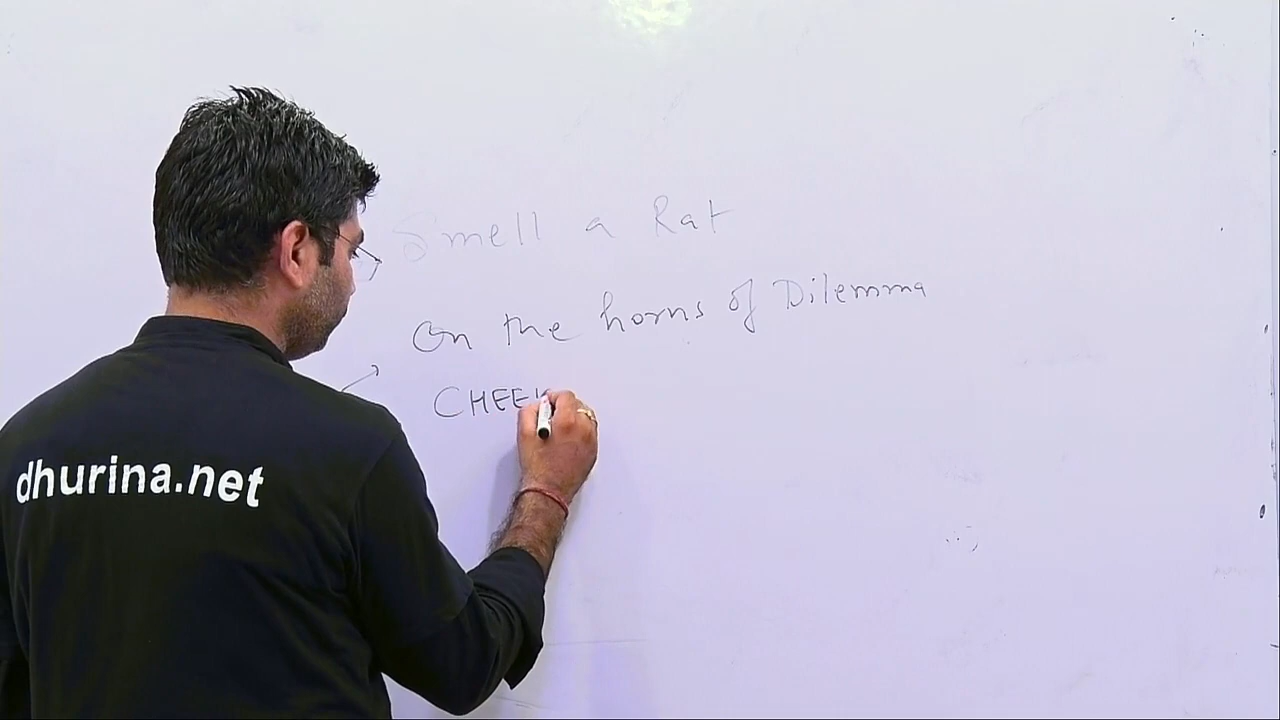 Smell a Rat
On the horns of Dilemma
CHEEK
dhurina.net